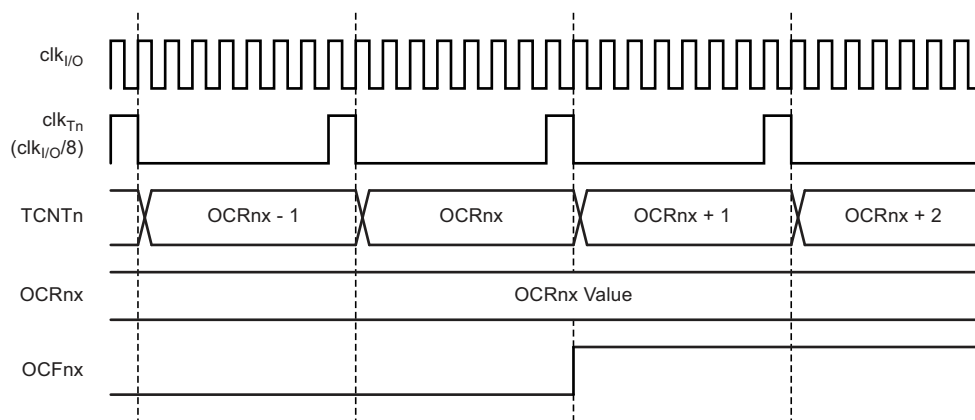 clkI/O
clkTn
(clkI/O/8)
TCNTn OCRnx - 1 OCRnx OCRnx + 1 OCRnx + 2
OCRnx OCRnx Value
OCFnx